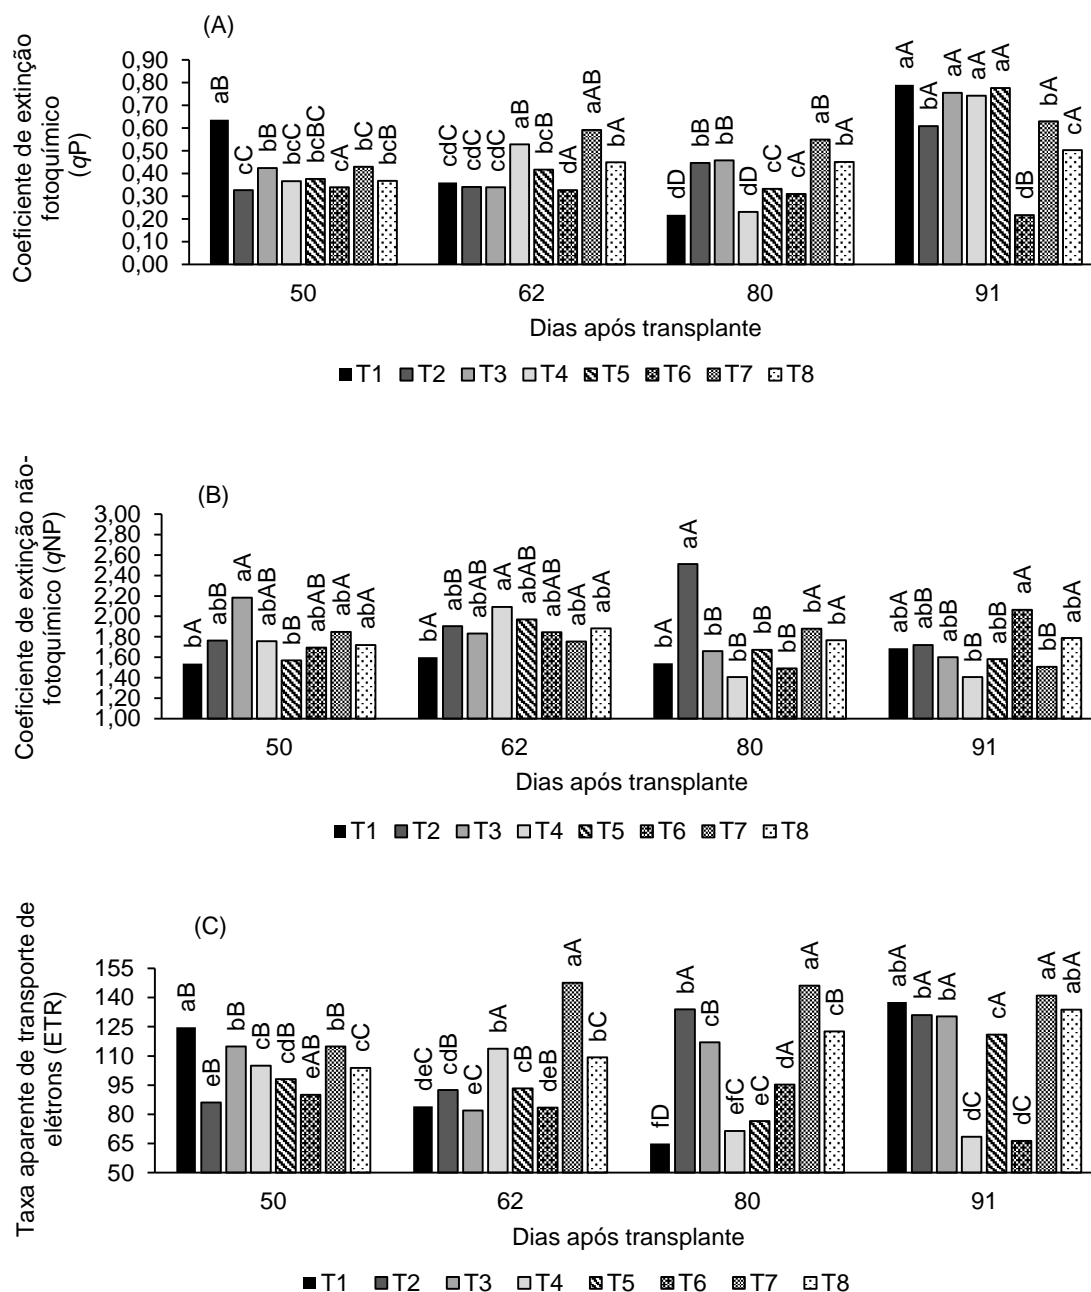 (A)
Coeficiente de extinção
fotoquímico
(qP)
0,90
0,80
0,70
0,60
0,50
0,40
0,30
0,20
0,10
0,00
aB cC bB bcC bcBC cA bC bcB
cdC cdC cdC aB bcB dA aAB bA
dD bB bB dD cC cA aB bA
aA bA aA aA aA dB bA cA
50 62 80 91
Dias após transplante
T1 T2 T3 T4 T5 T6 T7 T8
(B)
Coeficiente de extinção não-
fotoquímico (qNP)
3,00
2,80
2,60
2,40
2,20
2,00
1,80
1,60
1,40
1,20
1,00
bA abB aA abAB bB abAB abA abA
bA abB abAB aA abAB abAB abA abA
bA aA bB bB bB bB bA bA
abA abB abB bB abB aA bB abA
50 62 80 91
Dias após transplante
T1 T2 T3 T4 T5 T6 T7 T8
(C)
Taxa aparente de transporte de
elétrons (ETR)
155
140
125
110
95
80
65
50
aB eB bB cB cdB eAB bB cC
deC cdB eC bA cB deB aA bC
fD bA cB efC eC dA aA cB
abA bA bA dC cA dC aA abA
50 62 80 91
Dias após transplante
T1 T2 T3 T4 T5 T6 T7 T8